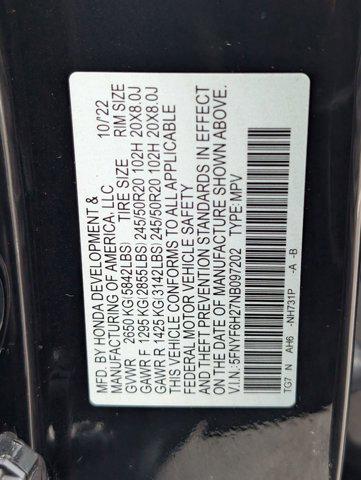 MFD. BY HONDA DEVELOPMENT & 10/22
MANUFACTURING OF AMERICA, LLC
TIRE SIZE RIM SIZE
GVWR 2650 KG(5842LBS)
GAWR F 1295 KG(2855LBS) 245/50R20 102H 20X8.0J
GAWR R 1425 KG(3142LBS) 245/50R20 102H 20X8.0J
THIS VEHICLE CONFORMS TO ALL APPLICABLE
FEDERAL MOTOR VEHICLE SAFETY
AND THEFT PREVENTION STANDARDS IN EFFECT
ON THE DATE OF MANUFACTURE SHOWN ABOVE.
V.I.N.: 5FNYF6H27NB097202 TYPE:MPV
TG7 N AH6 -NH731P -A -B